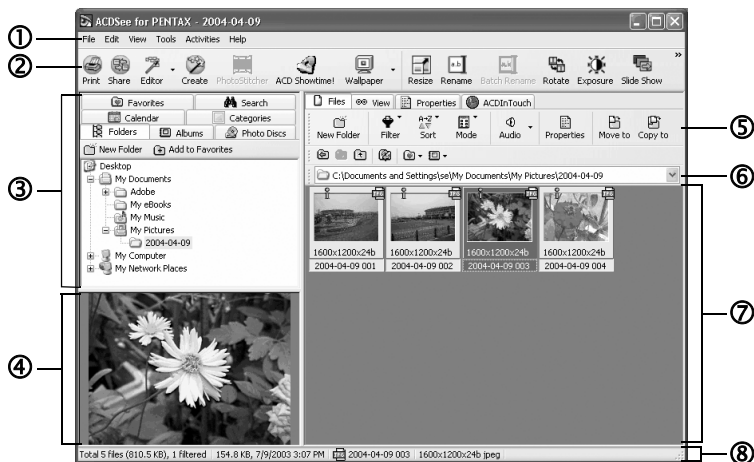 ACDSee for PENTAX - 2004-04-09
① File Edit View Tools Activities Help
② Print Share Editor Create PhotoStitcher ACD Showtime! Wallpaper Resize Rename Batch Rename Rotate Exposure Slide Show »
Favorites Search
Calendar Categories
Folders Albums Photo Discs
New Folder Add to Favorites
③
Desktop
My Documents
Adobe
My eBooks
My Music
My Pictures
2004-04-09
My Computer
My Network Places
④
Files View Properties ACDInTouch
New Folder Filter Sort Mode Audio Properties Move to Copy to
⑤
C:\Documents and Settings\se\My Documents\My Pictures\2004-04-09
⑥
1600x1200x24b 1600x1200x24b 1600x1200x24b 1600x1200x24b
2004-04-09 001 2004-04-09 002 2004-04-09 003 2004-04-09 004
⑦
Total 5 files (810.5 KB), 1 filtered 154.8 KB, 7/9/2003 3:07 PM 2004-04-09 003 1600x1200x24b jpeg
⑧